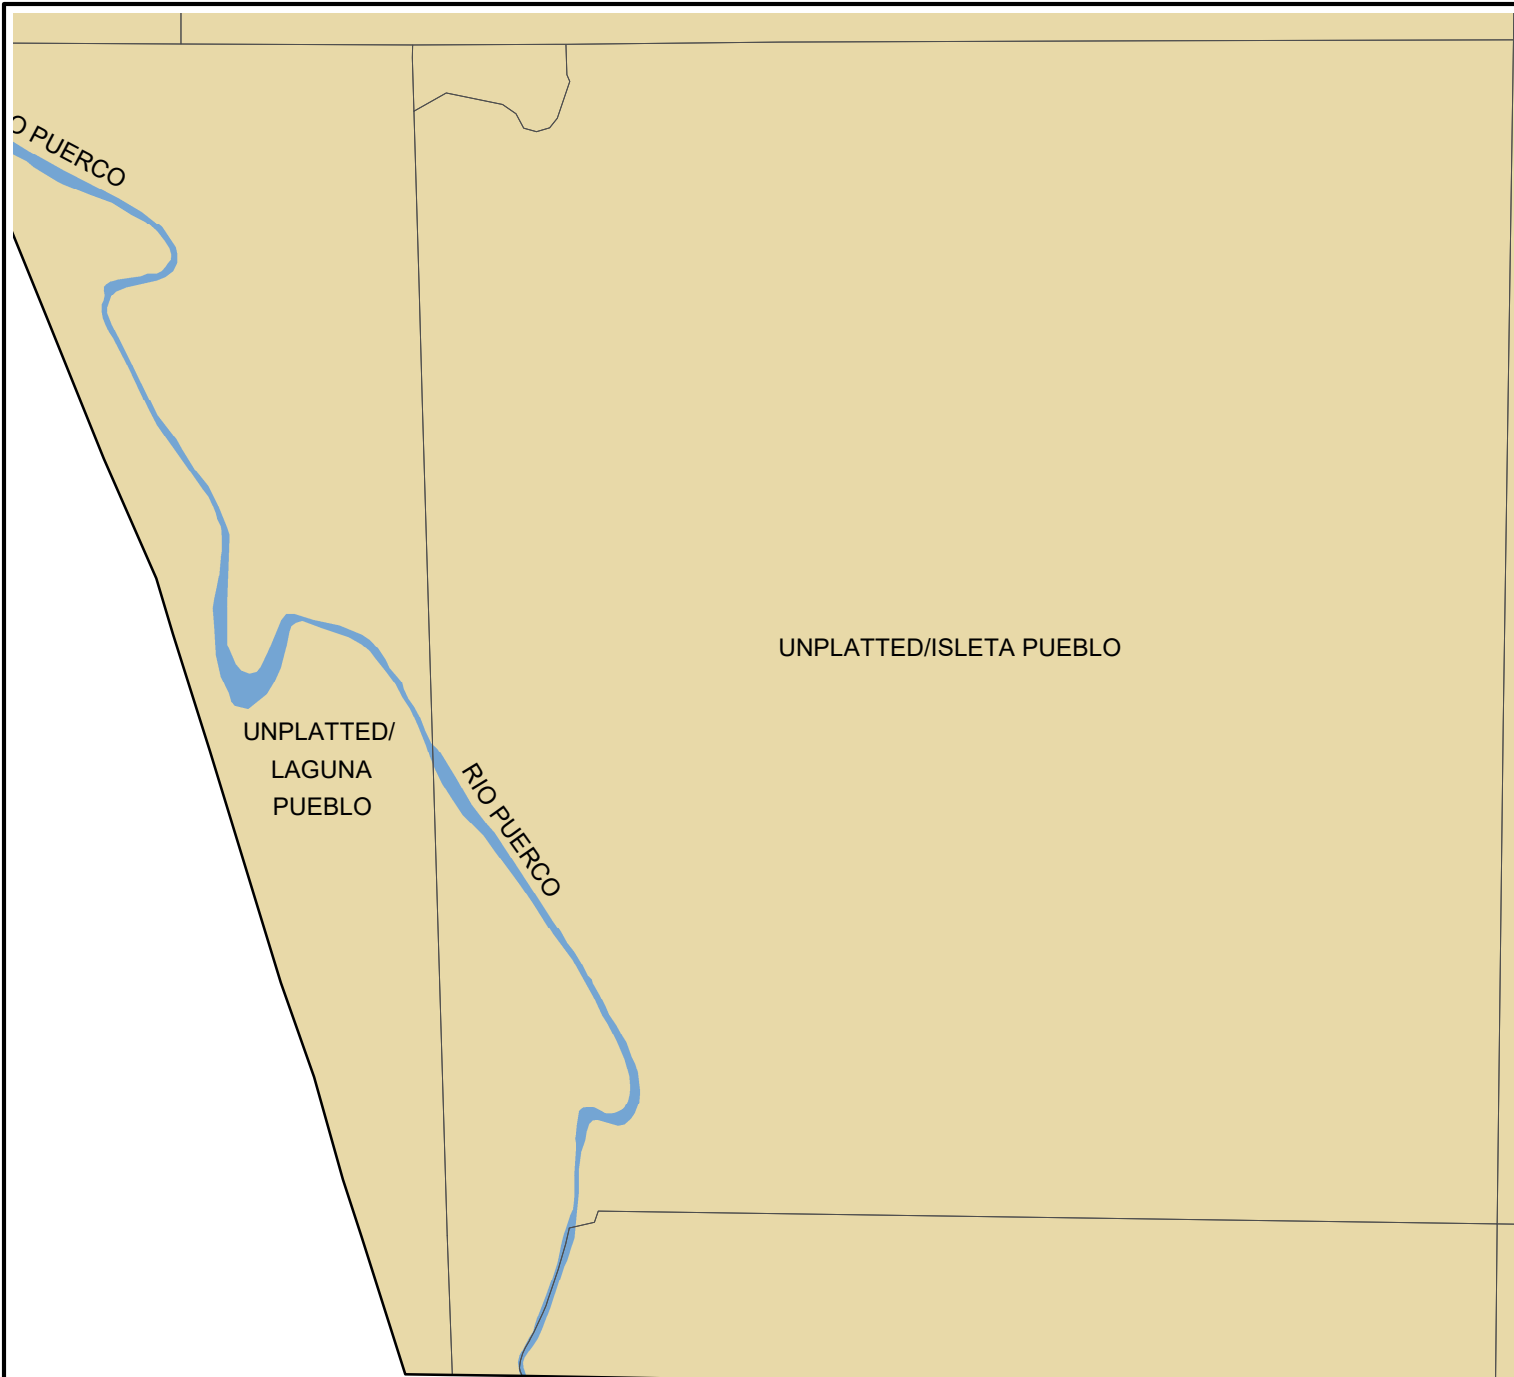 O PUERCO
UNPLATTED/ISLETA PUEBLO
UNPLATTED/
LAGUNA
PUEBLO
RIO PUERCO